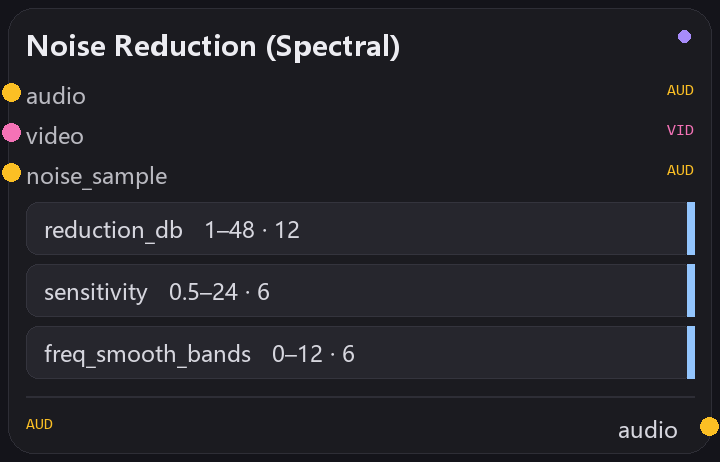 Noise Reduction (Spectral)
audio AUD
video VID
noise_sample AUD
reduction_db 1–48 · 12
sensitivity 0.5–24 · 6
freq_smooth_bands 0–12 · 6
AUD audio